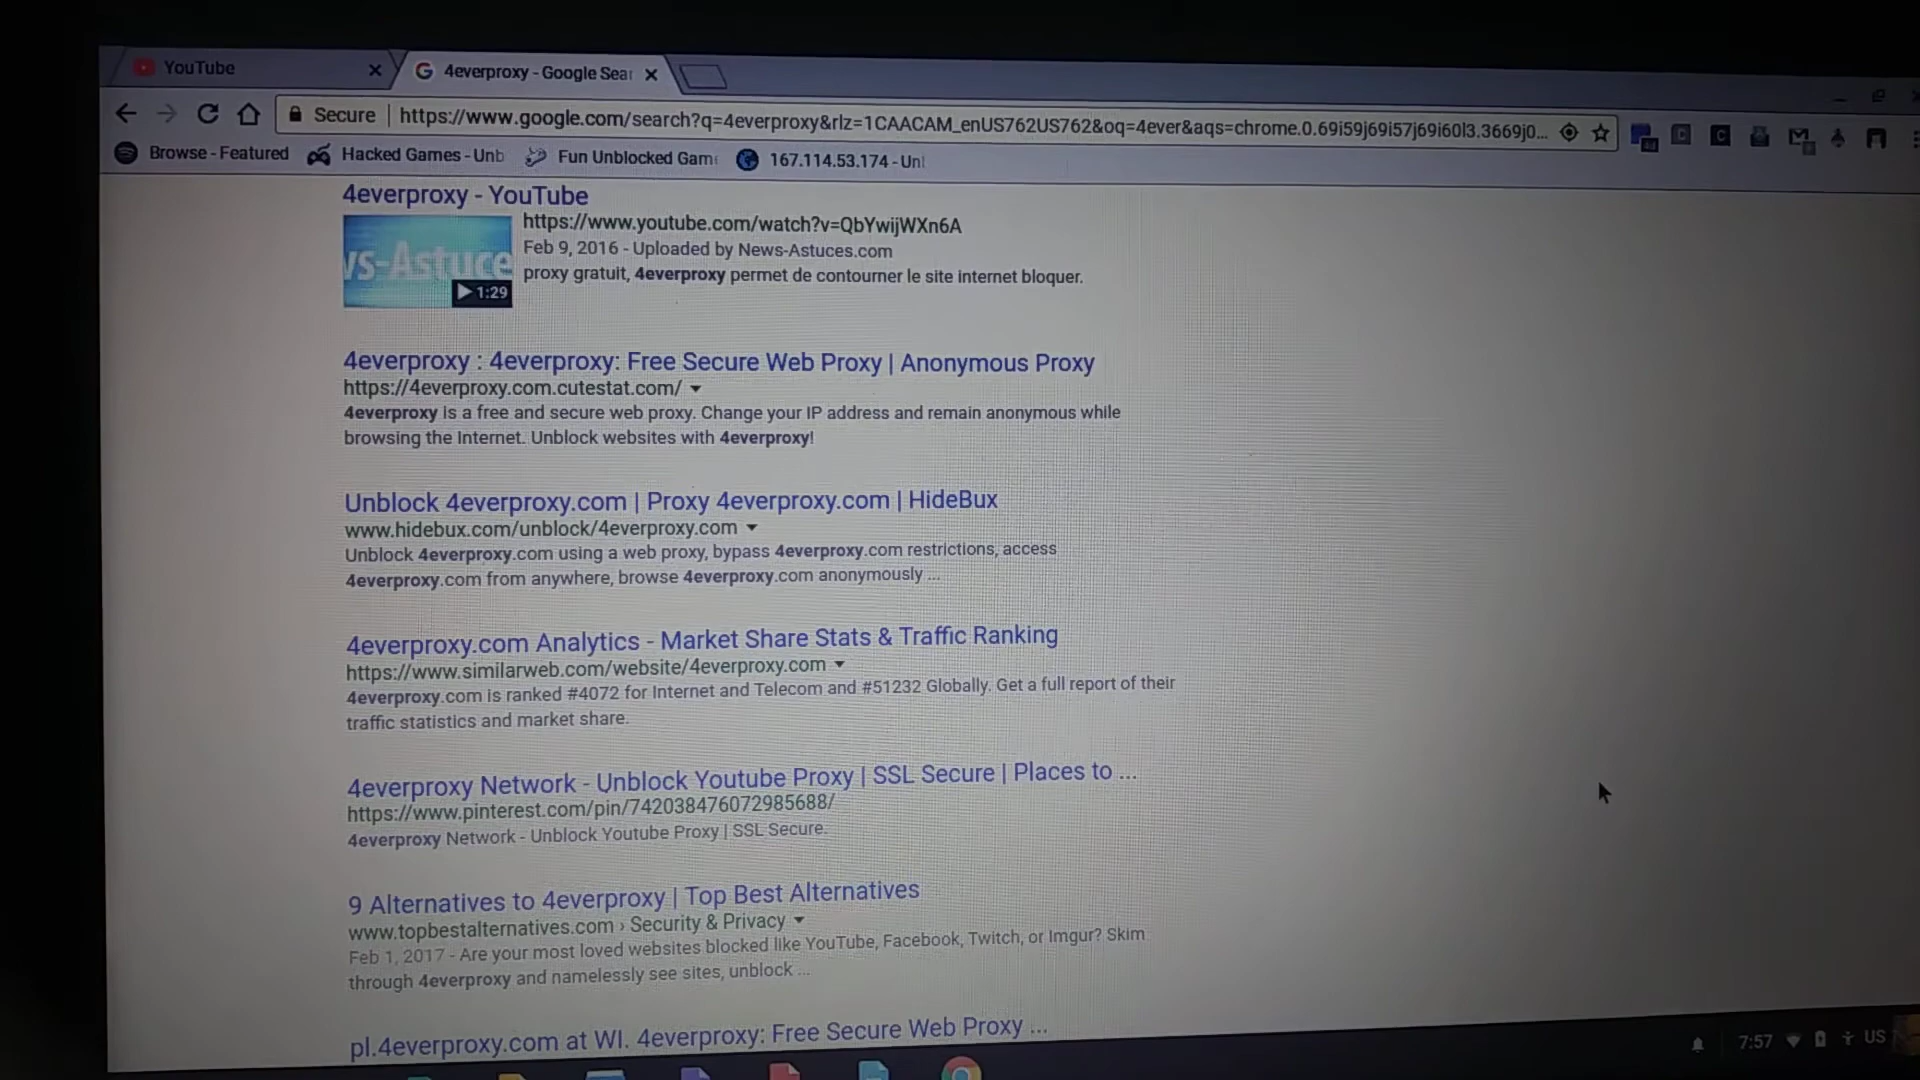 YouTube
4everproxy - Google Sear
Secure
https://www.google.com/search?q=4everproxy&rlz=1CAACAM_enUS762US762&oq=4ever&aqs=chrome.0.69i59j69i57j69i60l3.3669j0...
Browse - Featured
Hacked Games - Unb
Fun Unblocked Game
167.114.53.174 - Unl
4everproxy - YouTube
https://www.youtube.com/watch?v=QbYwijWXn6A
Feb 9, 2016 - Uploaded by News-Astuces.com
proxy gratuit, 4everproxy permet de contourner le site internet bloquer.
vs-Astuce
1:29
4everproxy : 4everproxy: Free Secure Web Proxy | Anonymous Proxy
https://4everproxy.com.cutestat.com/
4everproxy is a free and secure web proxy. Change your IP address and remain anonymous while
browsing the Internet. Unblock websites with 4everproxy!
Unblock 4everproxy.com | Proxy 4everproxy.com | HideBux
www.hidebux.com/unblock/4everproxy.com
Unblock 4everproxy.com using a web proxy, bypass 4everproxy.com restrictions, access
4everproxy.com from anywhere, browse 4everproxy.com anonymously ...
4everproxy.com Analytics - Market Share Stats & Traffic Ranking
https://www.similarweb.com/website/4everproxy.com
4everproxy.com is ranked #4072 for Internet and Telecom and #51232 Globally. Get a full report of their
traffic statistics and market share.
4everproxy Network - Unblock Youtube Proxy | SSL Secure | Places to ...
https://www.pinterest.com/pin/742038476072985688/
4everproxy Network - Unblock Youtube Proxy | SSL Secure.
9 Alternatives to 4everproxy | Top Best Alternatives
www.topbestalternatives.com › Security & Privacy
Feb 1, 2017 - Are your most loved websites blocked like YouTube, Facebook, Twitch, or Imgur? Skim
through 4everproxy and namelessly see sites, unblock ...
pl.4everproxy.com at WI. 4everproxy: Free Secure Web Proxy ...
7:57
US